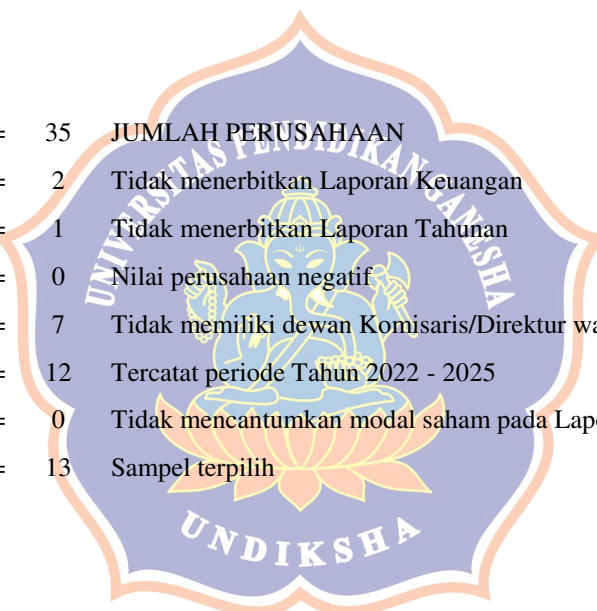 = 35 JUMLAH PERUSAHAAN
= 2 Tidak menerbitkan Laporan Keuangan
= 1 Tidak menerbitkan Laporan Tahunan
= 0 Nilai perusahaan negatif
= 7 Tidak memiliki dewan Komisaris/Direktur
= 12 Tercatat periode Tahun 2022 - 2025
= 0 Tidak mencantumkan modal saham pada
= 13 Sampel terpilih
UNIVERSITAS PENDIDIKAN GANESHA
UNDIKSHA